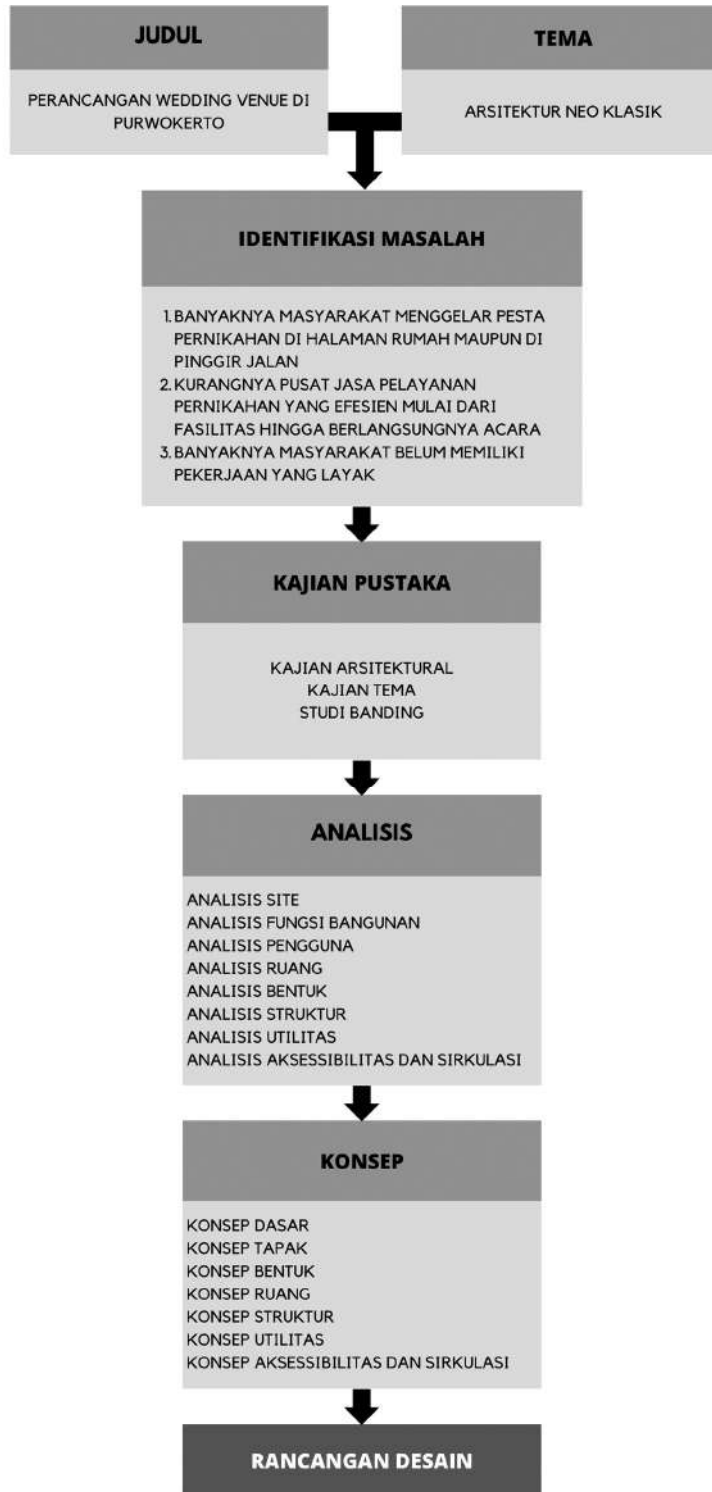 JUDUL
PERANCANGAN WEDDING VENUE DI
PURWOKERTO
TEMA
ARSITEKTUR NEO KLASIK
IDENTIFIKASI MASALAH
1. BANYAKNYA MASYARAKAT MENGGELAR PESTA
PERNIKAHAN DI HALAMAN RUMAH MAUPUN DI
PINGGIR JALAN
2. KURANGNYA PUSAT JASA PELAYANAN
PERNIKAHAN YANG EFESIEN MULAI DARI
FASILITAS HINGGA BERLANGSUNGNYA ACARA
3. BANYAKNYA MASYARAKAT BELUM MEMILIKI
PEKERJAAN YANG LAYAK
KAJIAN PUSTAKA
KAJIAN ARSITEKTURAL
KAJIAN TEMA
STUDI BANDING
ANALISIS
ANALISIS SITE
ANALISIS FUNGSI BANGUNAN
ANALISIS PENGGUNA
ANALISIS RUANG
ANALISIS BENTUK
ANALISIS STRUKTUR
ANALISIS UTILITAS
ANALISIS AKSESSIBILITAS DAN SIRKULASI
KONSEP
KONSEP DASAR
KONSEP TAPAK
KONSEP BENTUK
KONSEP RUANG
KONSEP STRUKTUR
KONSEP UTILITAS
KONSEP AKSESSIBILITAS DAN SIRKULASI
RANCANGAN DESAIN